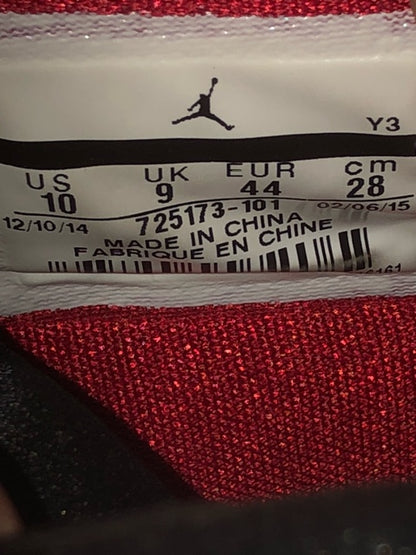 Y3
US UK EUR cm
10 9 44 28
12/10/14 725173-101 02/06/15
MADE IN CHINA
FABRIQUE EN CHINE